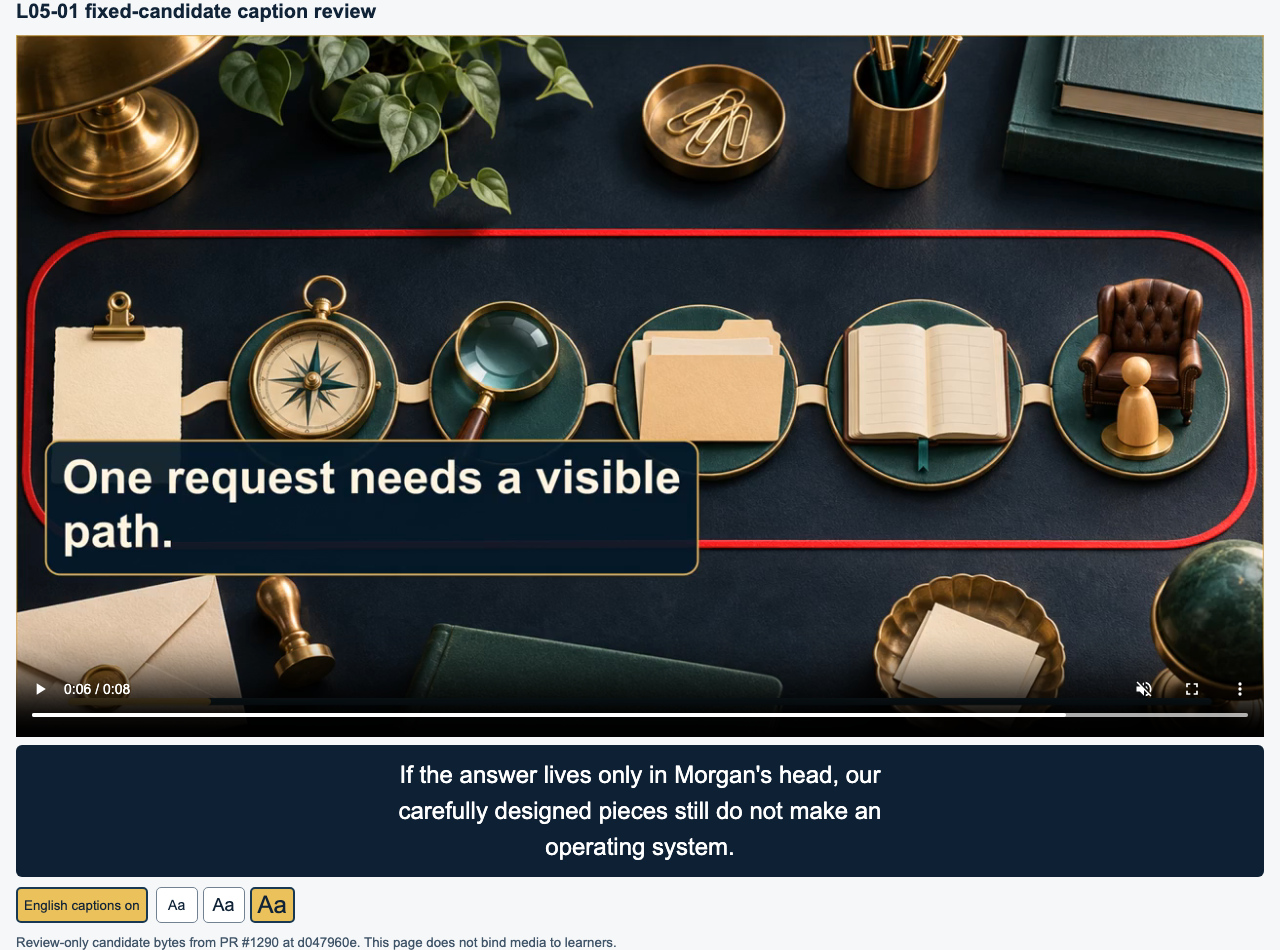 L05-01 fixed-candidate caption review
One request needs a visible
path.
0:06 / 0:08
If the answer lives only in Morgan's head, our
carefully designed pieces still do not make an
operating system.
English captions on Aa Aa Aa
Review-only candidate bytes from PR #1290 at d047960e. This page does not bind media to learners.